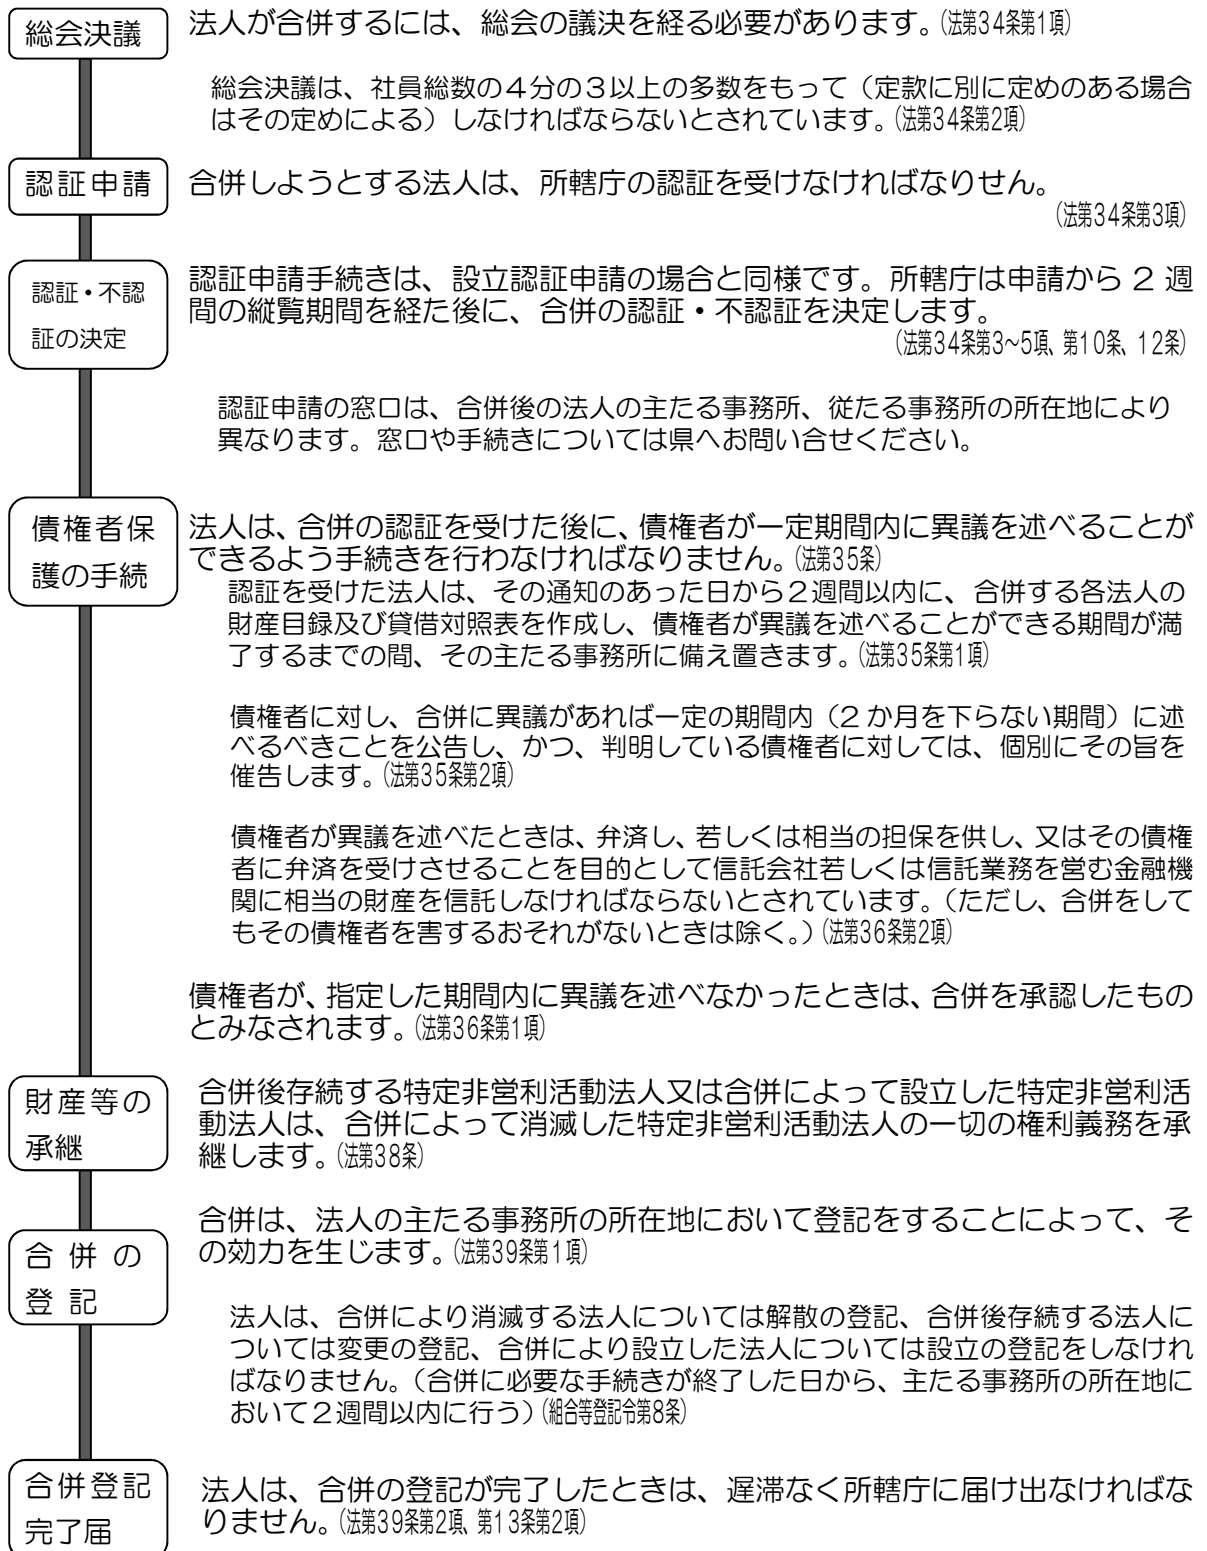 総会決議
法人が合併するには、総会の議決を経る必要があります。(法第34条第1項)
総会決議は、社員総数の4分の3以上の多数をもって（定款に別に定めのある場合
はその定めによる）しなければならないとされています。(法第34条第2項)
認証申請
合併しようとする法人は、所轄庁の認証を受けなければなりせん。
(法第34条第3項)
認証・不認
証の決定
認証申請手続きは、設立認証申請の場合と同様です。所轄庁は申請から 2 週
間の縦覧期間を経た後に、合併の認証・不認証を決定します。
(法第34条第3~5項、第10条、12条)
認証申請の窓口は、合併後の法人の主たる事務所、従たる事務所の所在地により
異なります。窓口や手続きについては県へお問い合せください。
債権者保
護の手続
法人は、合併の認証を受けた後に、債権者が一定期間内に異議を述べることが
できるよう手続きを行わなければなりません。(法第35条)
認証を受けた法人は、その通知のあった日から２週間以内に、合併する各法人の
財産目録及び貸借対照表を作成し、債権者が異議を述べることができる期間が満
了するまでの間、その主たる事務所に備え置きます。(法第35条第1項)
債権者に対し、合併に異議があれば一定の期間内（2 か月を下らない期間）に述
べるべきことを公告し、かつ、判明している債権者に対しては、個別にその旨を
催告します。(法第35条第2項)
債権者が異議を述べたときは、弁済し、若しくは相当の担保を供し、又はその債権
者に弁済を受けさせることを目的として信託会社若しくは信託業務を営む金融機
関に相当の財産を信託しなければならないとされています。（ただし、合併をして
もその債権者を害するおそれがないときは除く。）(法第36条第2項)
債権者が、指定した期間内に異議を述べなかったときは、合併を承認したもの
とみなされます。(法第36条第1項)
財産等の
承継
合併後存続する特定非営利活動法人又は合併によって設立した特定非営利活
動法人は、合併によって消滅した特定非営利活動法人の一切の権利義務を承
継します。(法第38条)
合 併 の
登 記
合併は、法人の主たる事務所の所在地において登記をすることによって、そ
の効力を生じます。(法第39条第1項)
法人は、合併により消滅する法人については解散の登記、合併後存続する法人に
ついては変更の登記、合併により設立した法人については設立の登記をしなけれ
ばなりません。（合併に必要な手続きが終了した日から、主たる事務所の所在地に
おいて２週間以内に行う）(組合等登記令第8条)
合併登記
完了届
法人は、合併の登記が完了したときは、遅滞なく所轄庁に届け出なければな
りません。(法第39条第2項、第13条第2項)